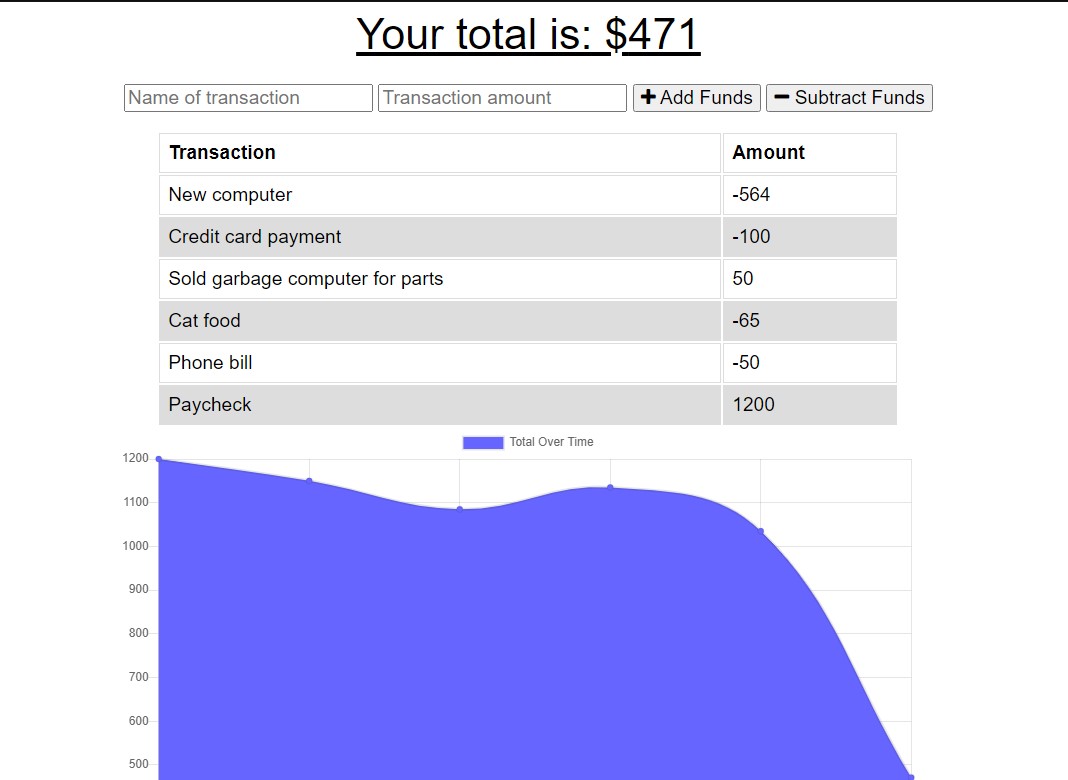 Your total is: $471
Name of transaction Transaction amount Add Funds Subtract Funds
Transaction Amount
New computer -564
Credit card payment -100
Sold garbage computer for parts 50
Cat food -65
Phone bill -50
Paycheck 1200
Total Over Time
1200
1100
1000
900
800
700
600
500